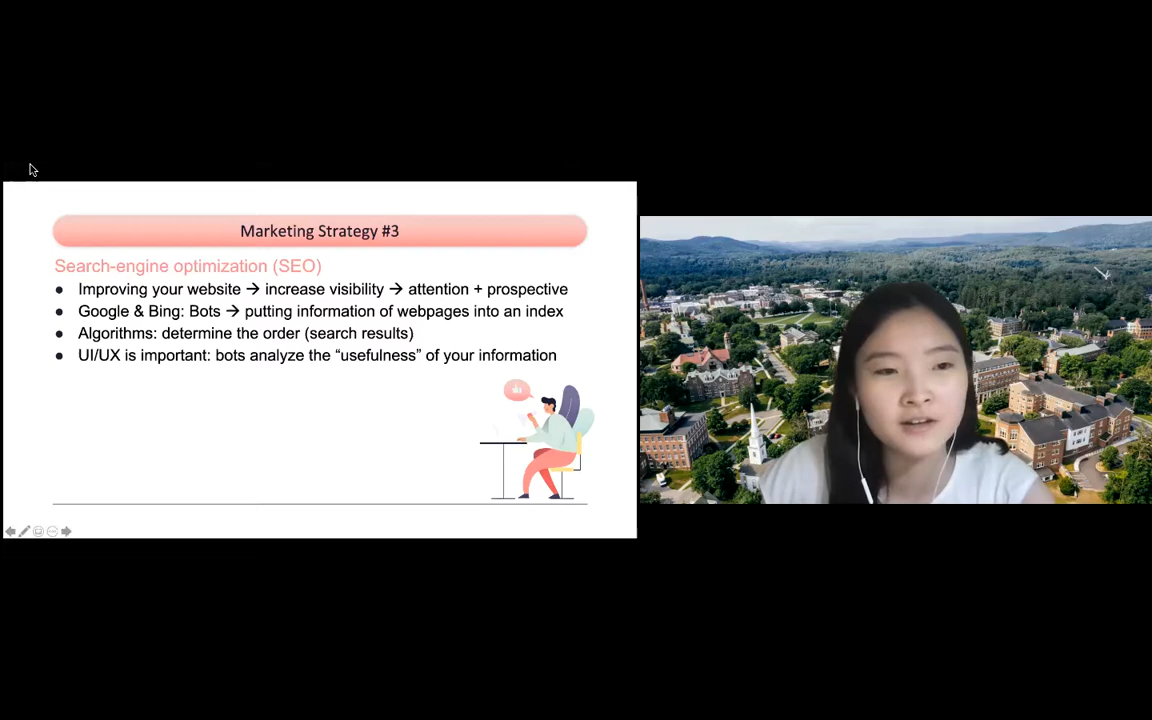 Marketing Strategy #3
Search-engine optimization (SEO)
● Improving your website → increase visibility → attention + prospective
● Google & Bing: Bots → putting information of webpages into an index
● Algorithms: determine the order (search results)
● UI/UX is important: bots analyze the “usefulness” of your information